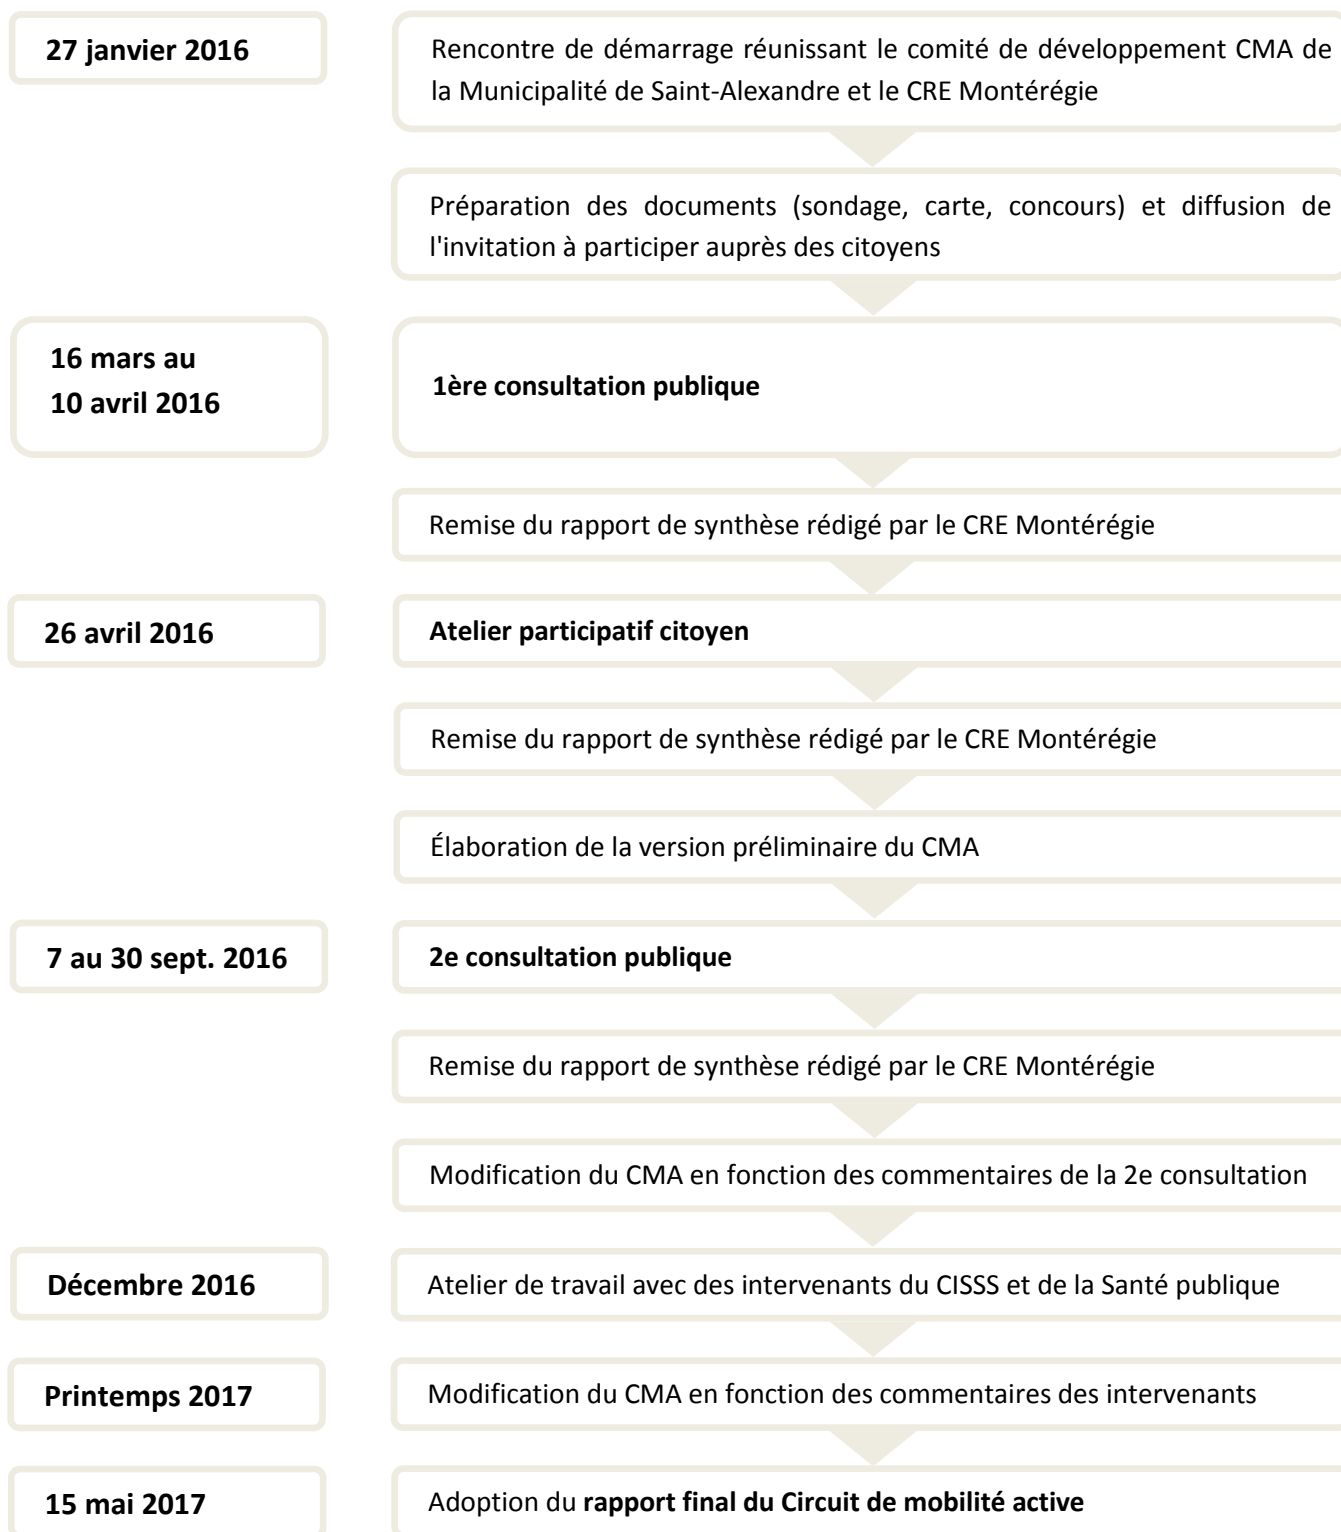 27 janvier 2016
Rencontre de démarrage réunissant le comité de développement CMA de
la Municipalité de Saint-Alexandre et le CRE Montérégie
Préparation des documents (sondage, carte, concours) et diffusion de
l'invitation à participer auprès des citoyens
16 mars au
10 avril 2016
1ère consultation publique
Remise du rapport de synthèse rédigé par le CRE Montérégie
26 avril 2016
Atelier participatif citoyen
Remise du rapport de synthèse rédigé par le CRE Montérégie
Élaboration de la version préliminaire du CMA
7 au 30 sept. 2016
2e consultation publique
Remise du rapport de synthèse rédigé par le CRE Montérégie
Modification du CMA en fonction des commentaires de la 2e consultation
Décembre 2016
Atelier de travail avec des intervenants du CISSS et de la Santé publique
Printemps 2017
Modification du CMA en fonction des commentaires des intervenants
15 mai 2017
Adoption du rapport final du Circuit de mobilité active